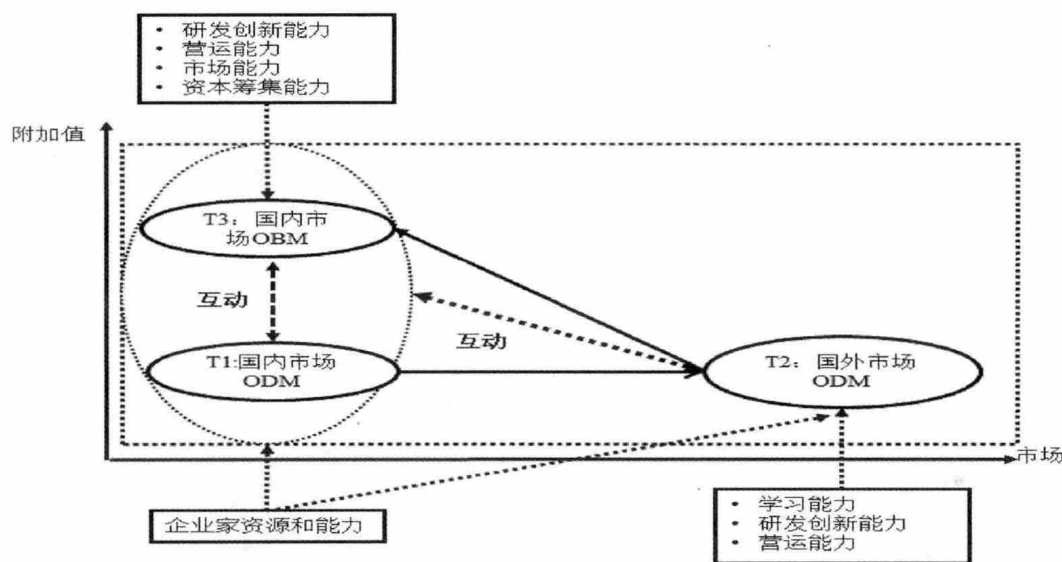 • 研发创新能力
• 营运能力
• 市场能力
• 资本筹集能力
附加值
T3：国内市
场OBM
互动
互动
T1:国内市场
ODM
T2：国外市场
ODM
市场
企业家资源和能力
• 学习能力
• 研发创新能力
• 营运能力